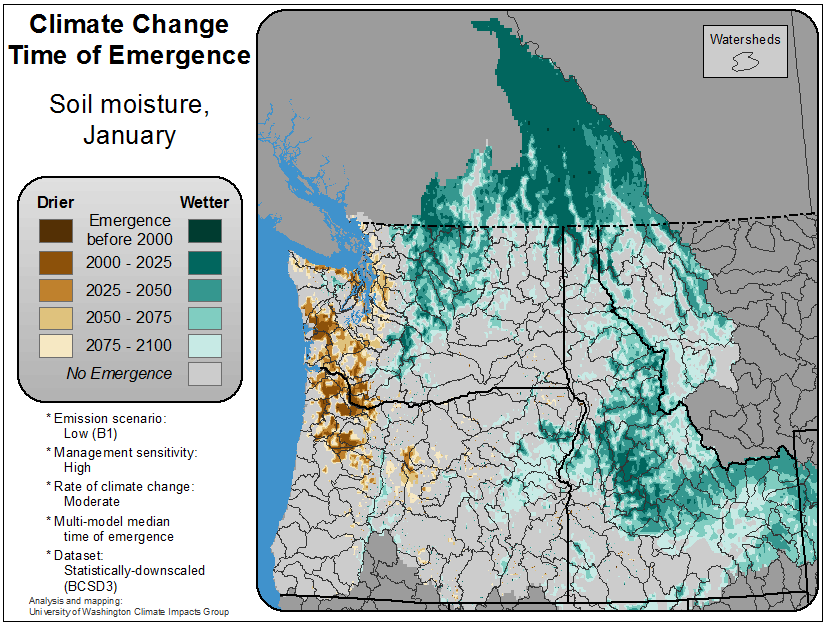 Climate Change
Time of Emergence
Soil moisture,
January
Drier
Wetter
Emergence
before 2000
2000 - 2025
2025 - 2050
2050 - 2075
2075 - 2100
No Emergence
* Emission scenario:
Low (B1)
* Management sensitivity:
High
* Rate of climate change:
Moderate
* Multi-model median
time of emergence
* Dataset:
Statistically-downscaled
(BCSD3)
Analysis and mapping:
University of Washington Climate Impacts Group
Watersheds